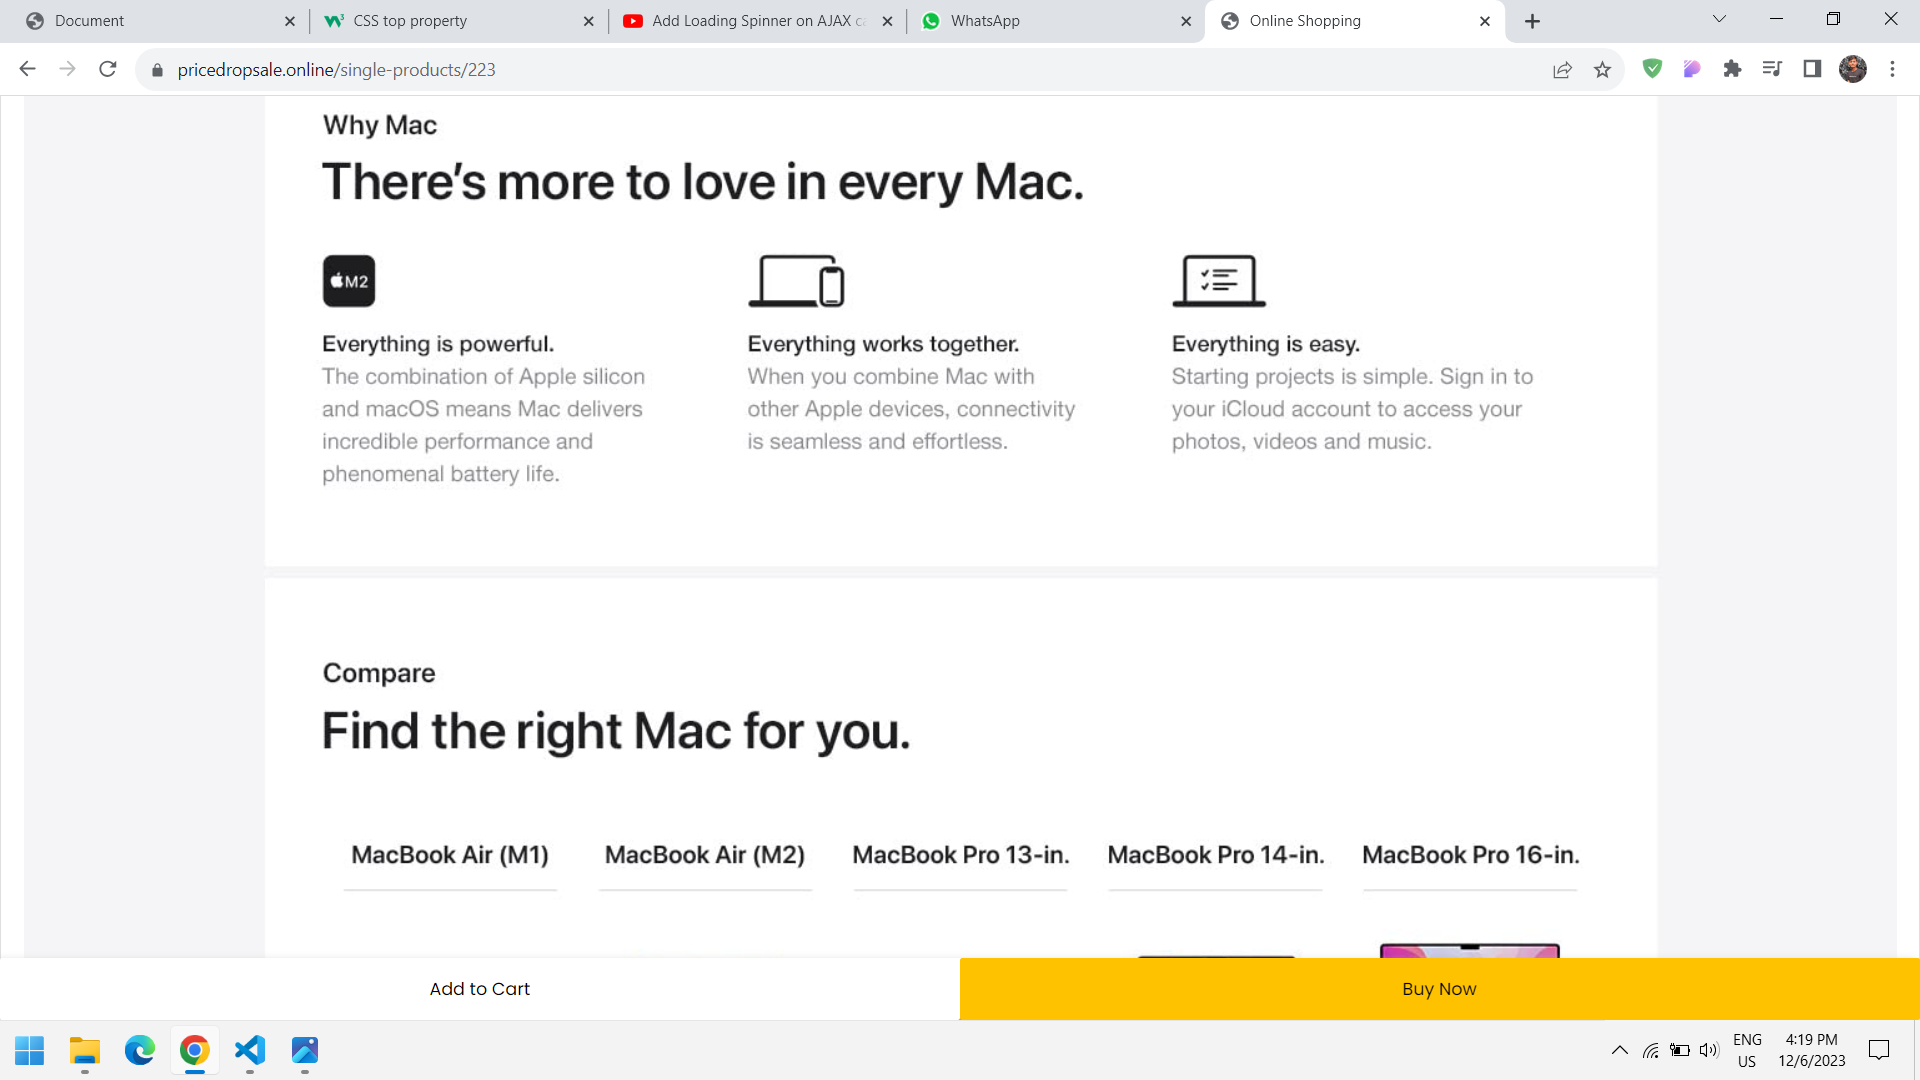 Document
CSS top property
Add Loading Spinner on AJAX ca
WhatsApp
Online Shopping
pricedropsale.online/single-products/223
Why Mac
There’s more to love in every Mac.
M2
Everything is powerful.
The combination of Apple silicon
and macOS means Mac delivers
incredible performance and
phenomenal battery life.
Everything works together.
When you combine Mac with
other Apple devices, connectivity
is seamless and effortless.
Everything is easy.
Starting projects is simple. Sign in to
your iCloud account to access your
photos, videos and music.
Compare
Find the right Mac for you.
MacBook Air (M1)
MacBook Air (M2)
MacBook Pro 13-in.
MacBook Pro 14-in.
MacBook Pro 16-in.
Add to Cart
Buy Now
ENG
US
4:19 PM
12/6/2023